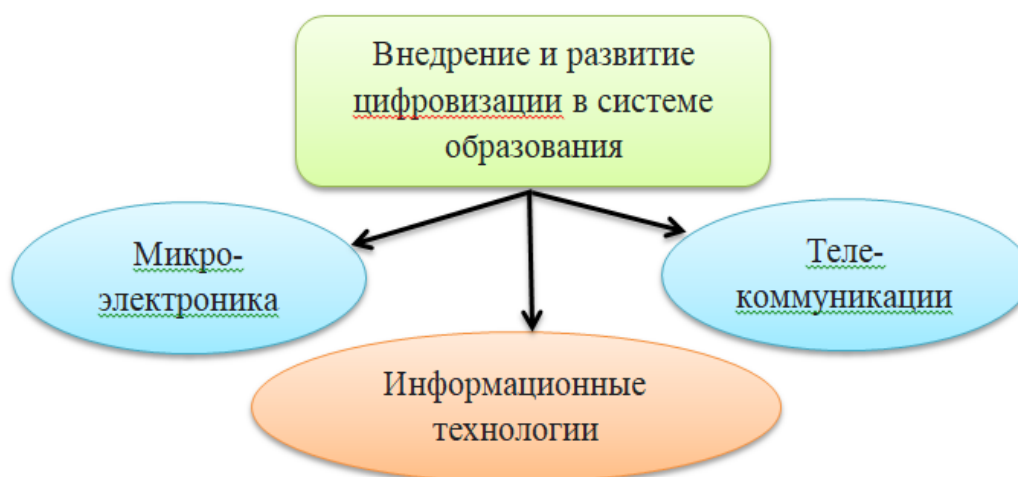 Внедрение и развитие
цифровизации в системе
образования
Микро-
электроника
Теле-
коммуникации
Информационные
технологии